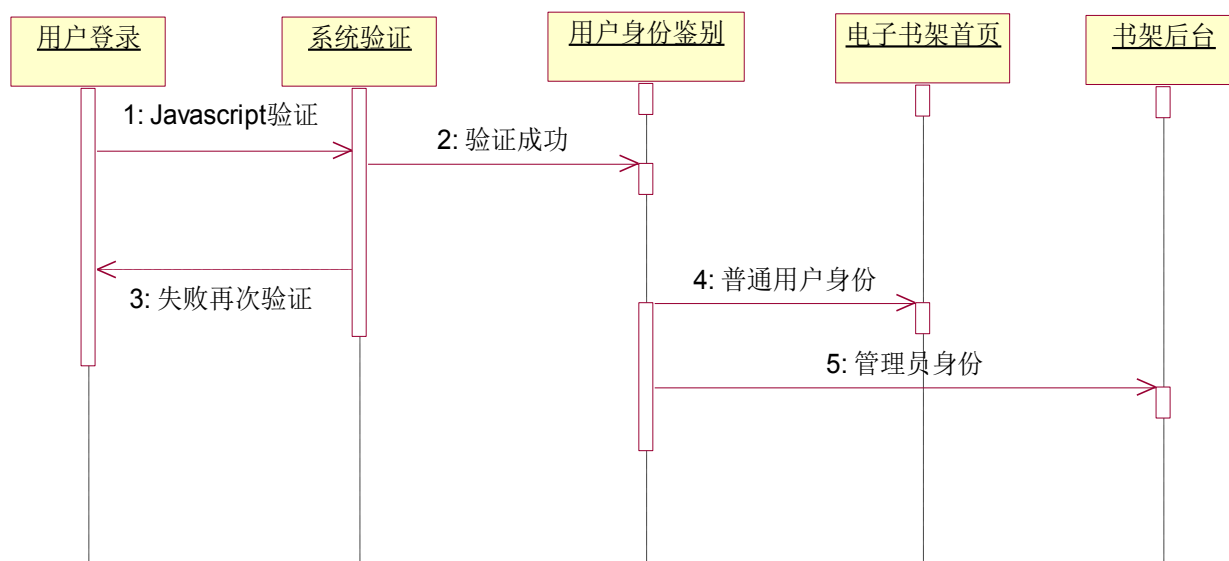 用户登录
系统验证
用户身份鉴别
电子书架首页
书架后台
1: Javascript验证
2: 验证成功
3: 失败再次验证
4: 普通用户身份
5: 管理员身份